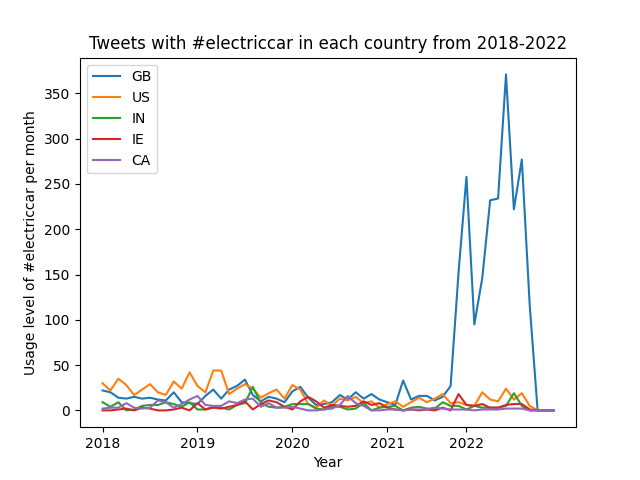 Tweets with #electriccar in each country from 2018-2022
GB
US
IN
IE
CA
350
300
250
200
150
100
50
0
Usage level of #electriccar per month
2018 2019 2020 2021 2022
Year